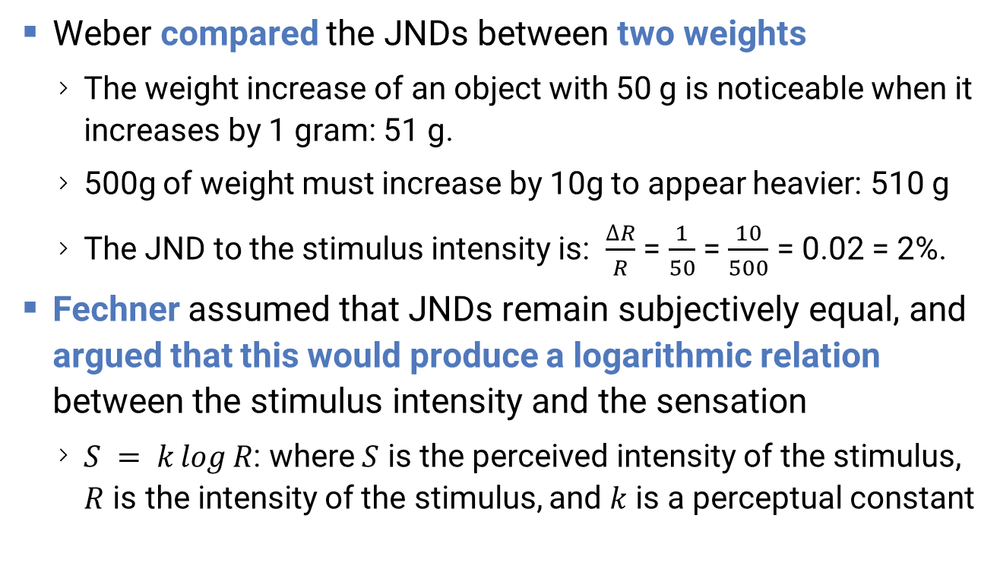 ▪ Weber compared the JNDs between two weights
› The weight increase of an object with 50 g is noticeable when it
increases by 1 gram: 51 g.
› 500g of weight must increase by 10g to appear heavier: 510 g
› The JND to the stimulus intensity is: ΔR/R = 1/50 = 10/500 = 0.02 = 2%.
▪ Fechner assumed that JNDs remain subjectively equal, and
argued that this would produce a logarithmic relation
between the stimulus intensity and the sensation
› S = k log R: where S is the perceived intensity of the stimulus,
R is the intensity of the stimulus, and k is a perceptual constant